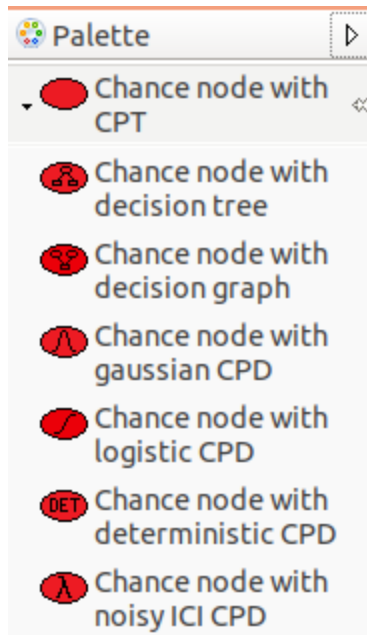 Palette
Chance node with
CPT
Chance node with
decision tree
Chance node with
decision graph
Chance node with
gaussian CPD
Chance node with
logistic CPD
DET
Chance node with
deterministic CPD
λ
Chance node with
noisy ICI CPD